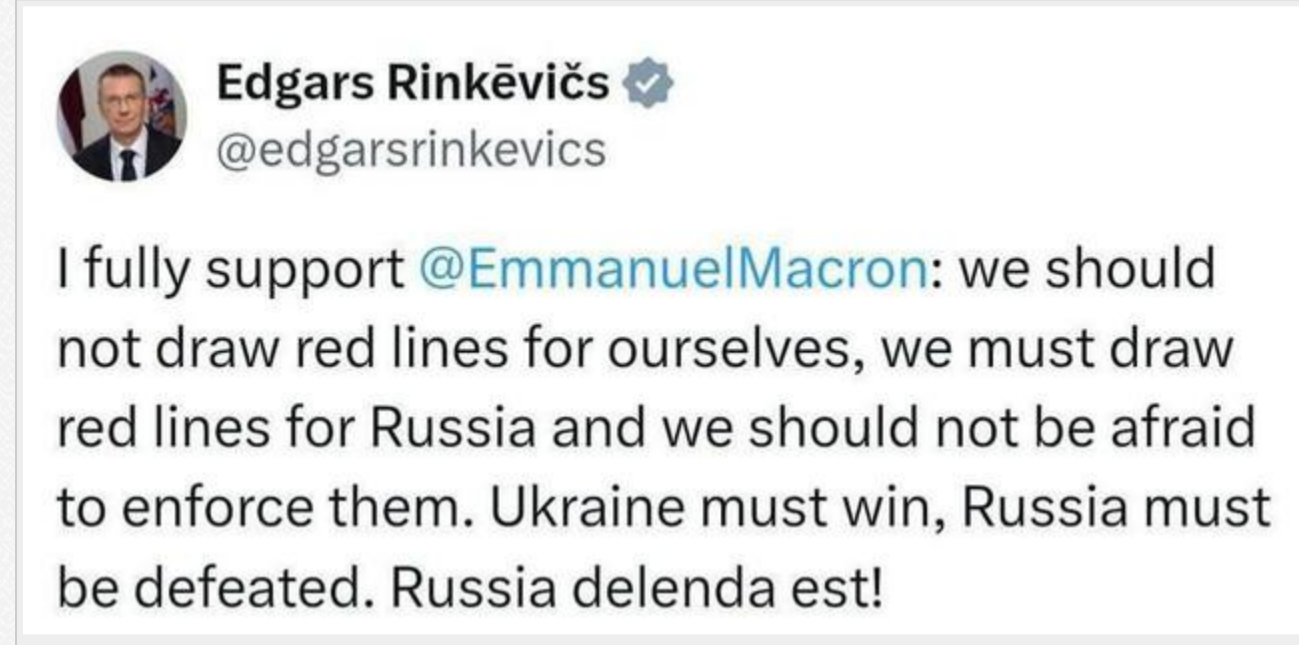 Edgars Rinkēvičs
@edgarsrinkevics
I fully support @EmmanuelMacron: we should
not draw red lines for ourselves, we must draw
red lines for Russia and we should not be afraid
to enforce them. Ukraine must win, Russia must
be defeated. Russia delenda est!